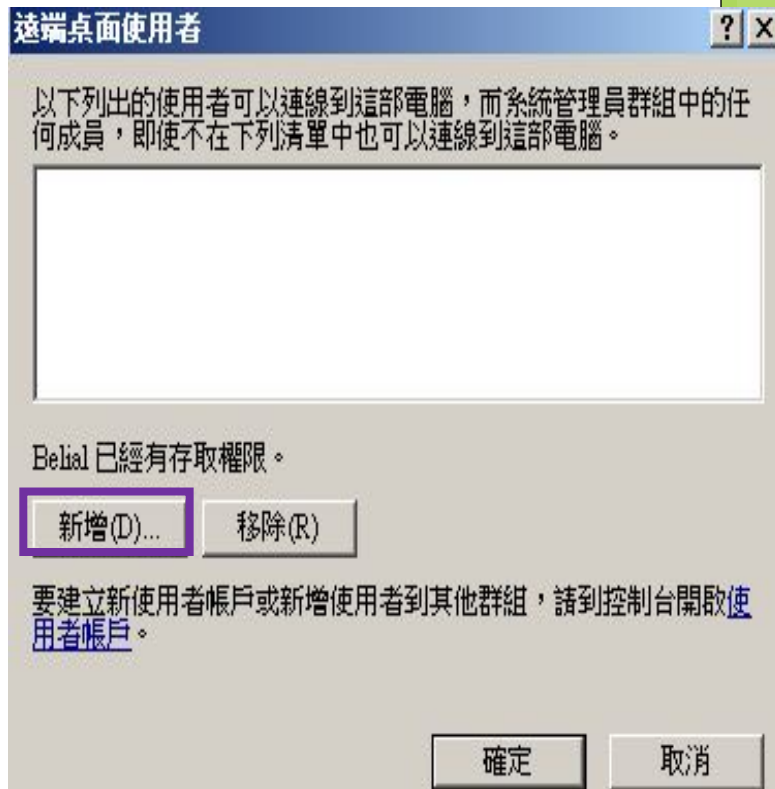 遠端桌面使用者
以下列出的使用者可以連線到這部電腦，而系統管理員群組中的任
何成員，即使不在下列清單中也可以連線到這部電腦。
Belial 已經有存取權限。
新增(D)... 移除(R)
要建立新使用者帳戶或新增使用者到其他群組，請到控制台開啟使
用者帳戶。
確定 取消